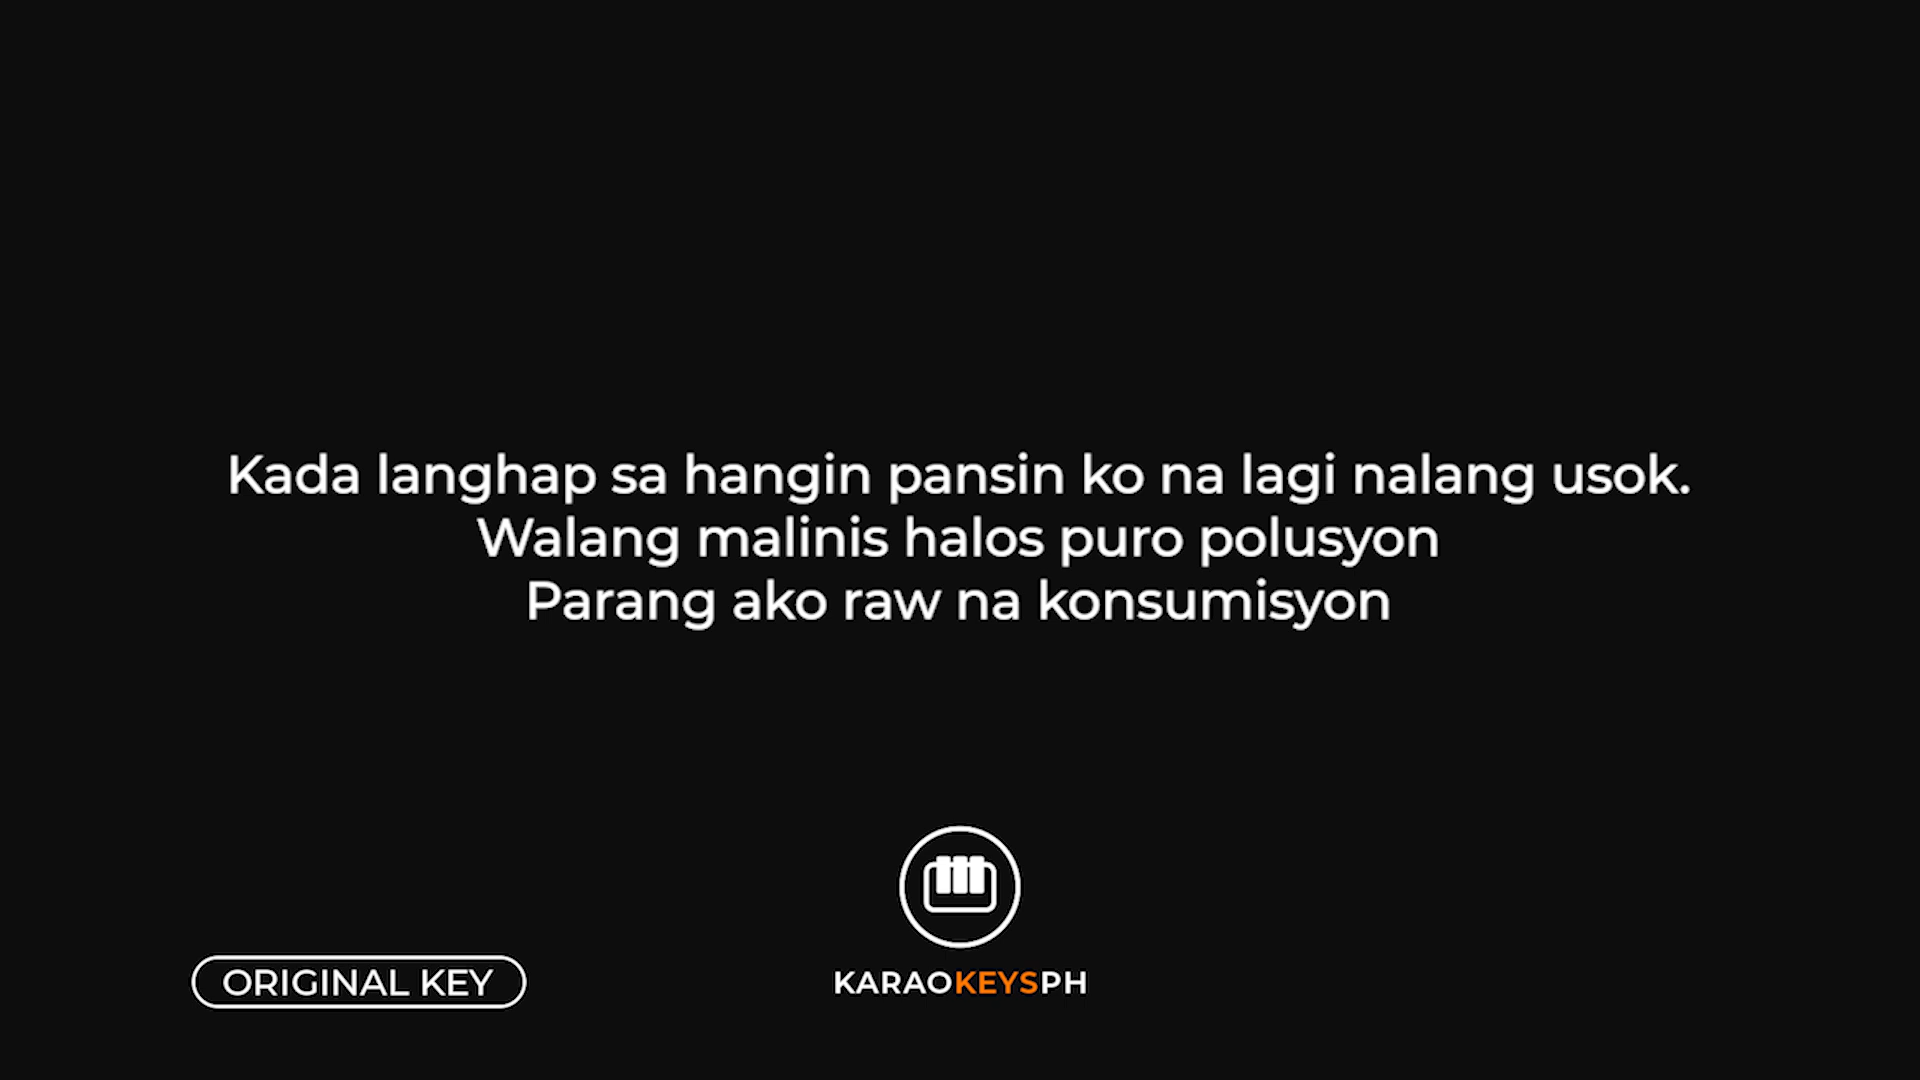 Kada langhap sa hangin pansin ko na lagi nalang usok.
Walang malinis halos puro polusyon
Parang ako raw na konsumisyon
ORIGINAL KEY
KARAOKEYSPH